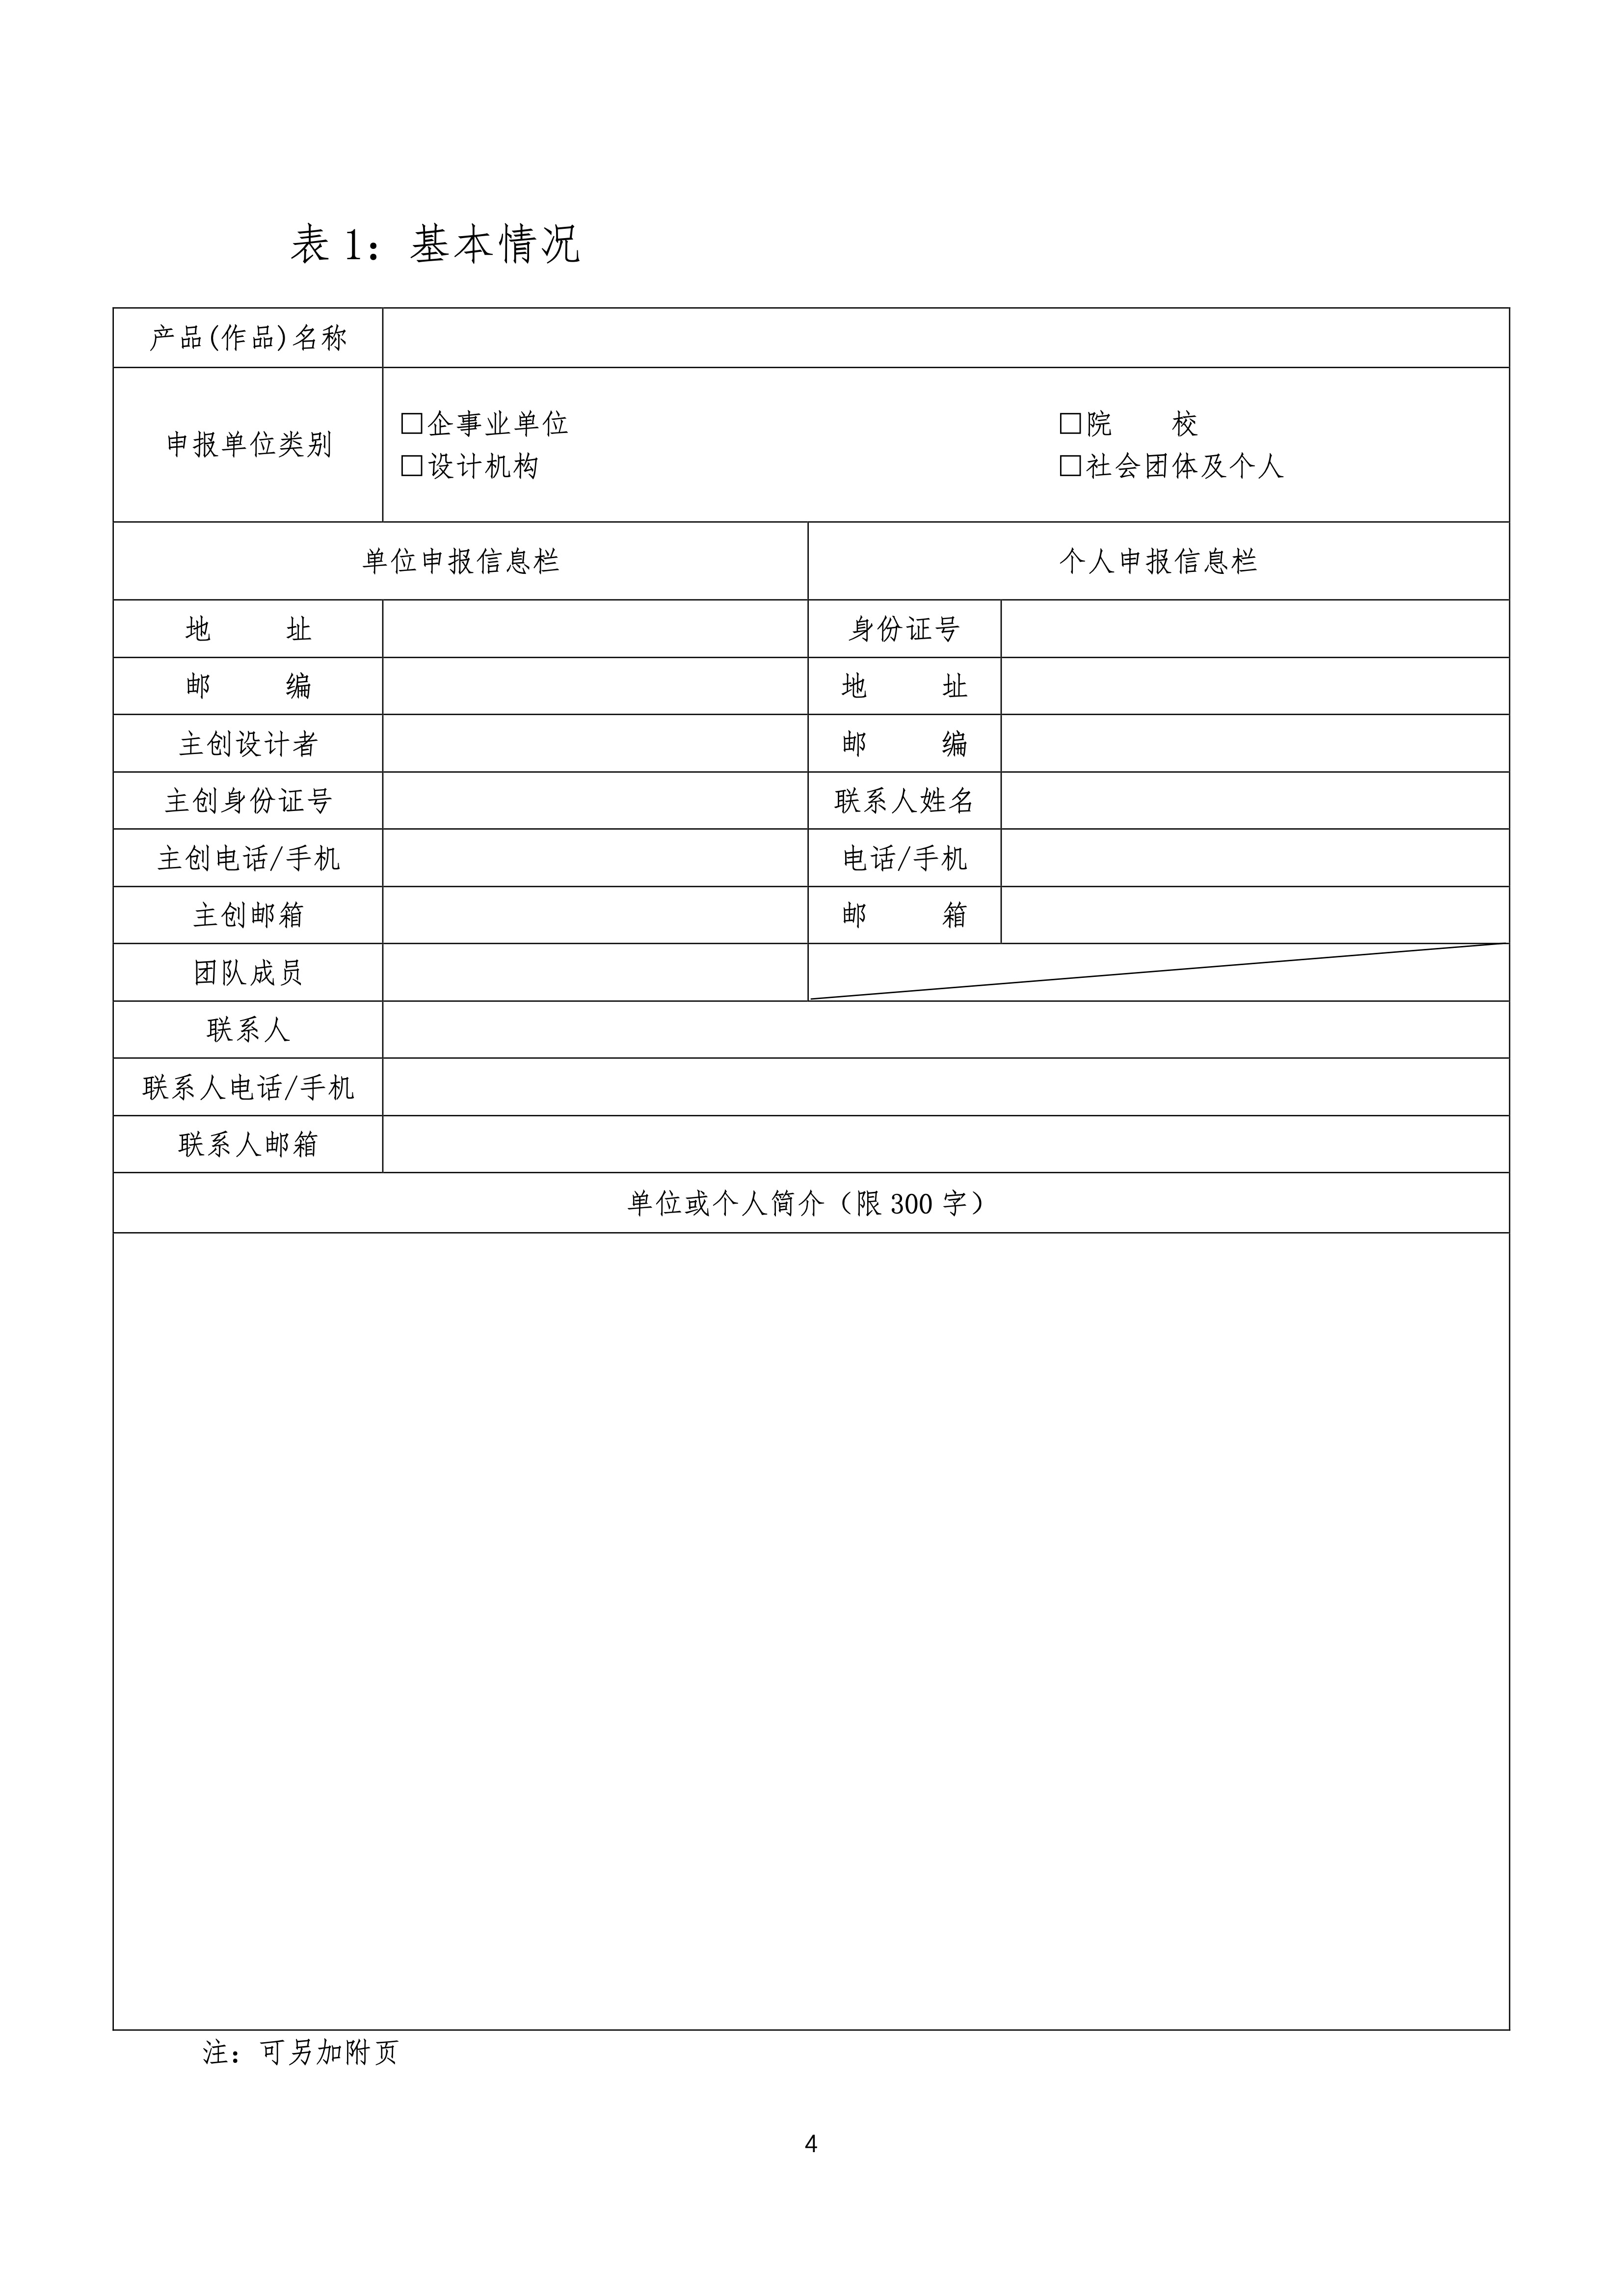 表 1：基本情况
产品(作品)名称
申报单位类别
□企事业单位 □院 校
□设计机构 □社会团体及个人
单位申报信息栏 个人申报信息栏
地 址 身份证号
邮 编 地 址
主创设计者 邮 编
主创身份证号 联系人姓名
主创电话/手机 电话/手机
主创邮箱 邮 箱
团队成员
联系人
联系人电话/手机
联系人邮箱
单位或个人简介（限 300 字）
注：可另加附页
4